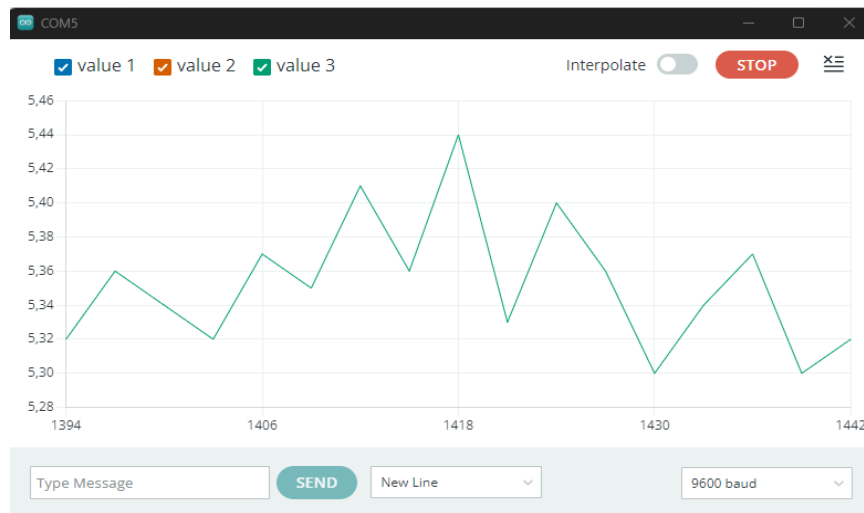 COM5
value 1 value 2 value 3 Interpolate STOP
5,46
5,44
5,42
5,40
5,38
5,36
5,34
5,32
5,30
5,28
1394 1406 1418 1430 1442
Type Message SEND New Line 9600 baud